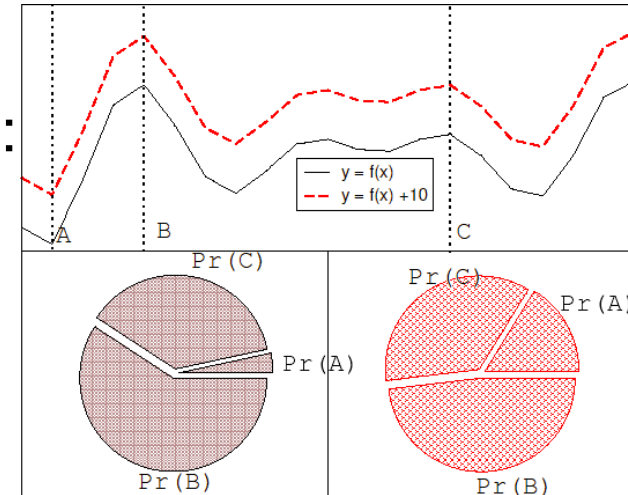 :
y = f(x)
y = f(x) +10
A
B
C
Pr(C)
Pr(A)
Pr(B)
Pr(C)
Pr(A)
Pr(B)